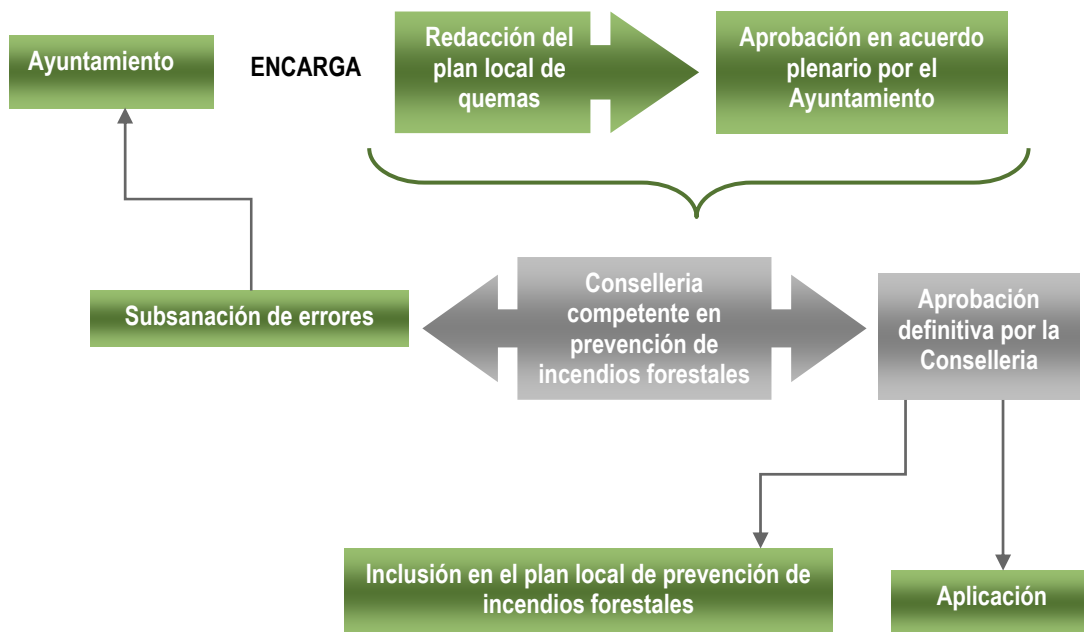 Ayuntamiento
ENCARGA
Redacción del
plan local de
quemas
Aprobación en acuerdo
plenario por el
Ayuntamiento
Subsanación de errores
Conselleria
competente en
prevención de
incendios forestales
Aprobación
definitiva por la
Conselleria
Inclusión en el plan local de prevención de
incendios forestales
Aplicación